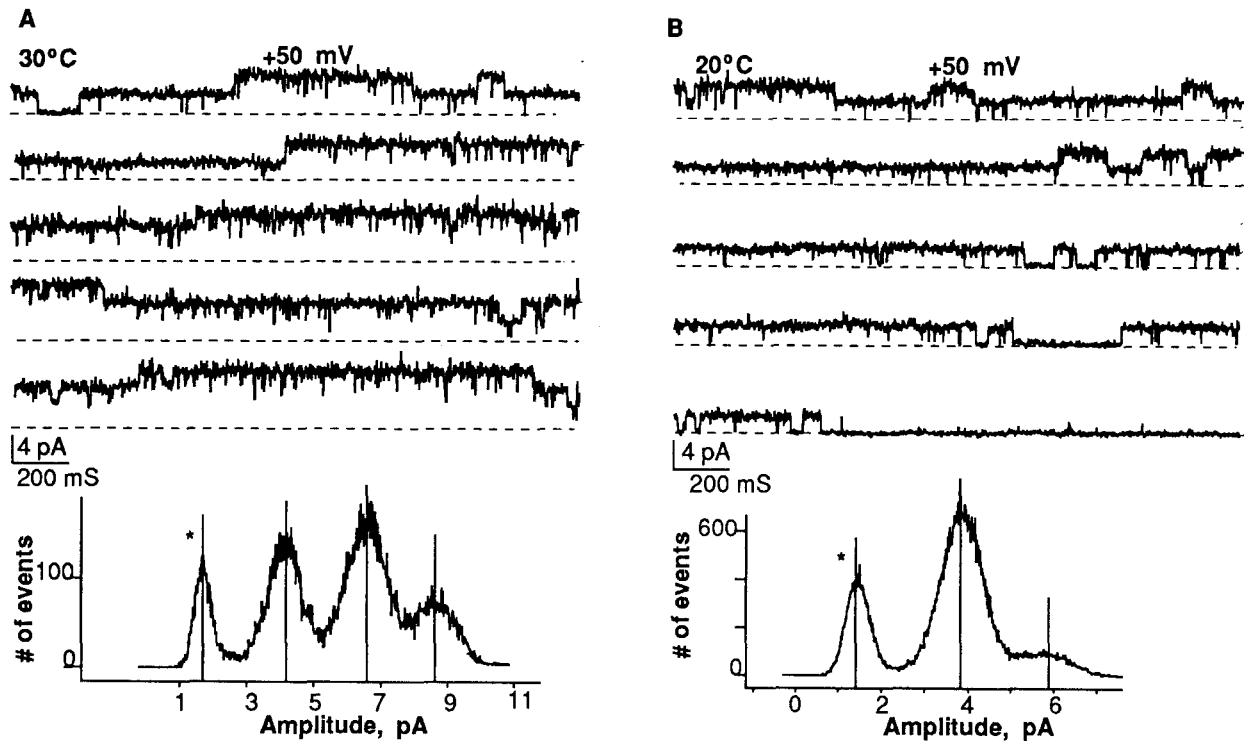 A
30°C
+50 mV
4 pA
200 mS
*
# of events
100
0
1 3 5 7 9 11
Amplitude, pA
B
20°C
+50 mV
4 pA
200 mS
*
# of events
600
0
0 2 4 6
Amplitude, pA